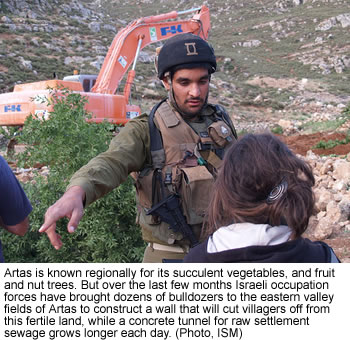 FK
FK
Artas is known regionally for its succulent vegetables, and fruit
and nut trees. But over the last few months Israeli occupation
forces have brought dozens of bulldozers to the eastern valley
fields of Artas to construct a wall that will cut villagers off from
this fertile land, while a concrete tunnel for raw settlement
sewage grows longer each day. (Photo, ISM)